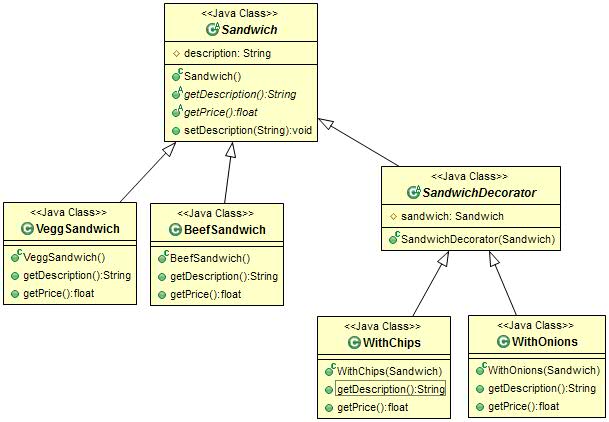 <<Java Class>>
Sandwich
description: String
Sandwich()
getDescription():String
getPrice():float
setDescription(String):void
<<Java Class>>
VeggSandwich
VeggSandwich()
getDescription():String
getPrice():float
<<Java Class>>
BeefSandwich
BeefSandwich()
getDescription():String
getPrice():float
<<Java Class>>
SandwichDecorator
sandwich: Sandwich
SandwichDecorator(Sandwich)
<<Java Class>>
WithChips
WithChips(Sandwich)
getDescription():String
getPrice():float
<<Java Class>>
WithOnions
WithOnions(Sandwich)
getDescription():String
getPrice():float